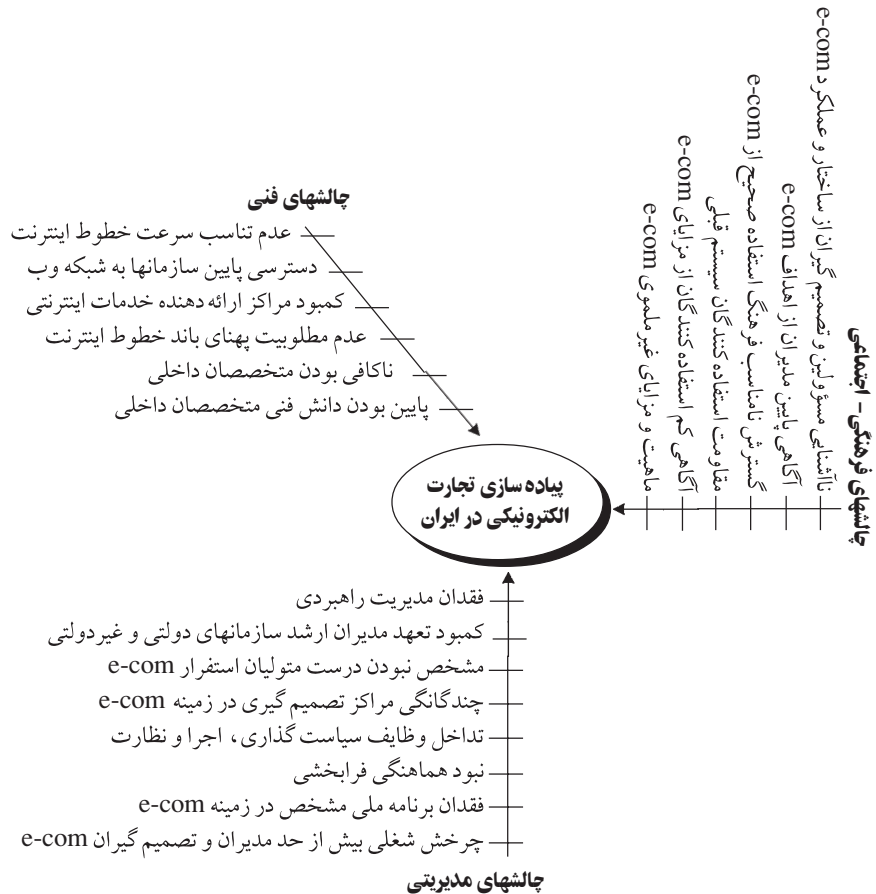 چالشهای فنی
عدم تناسب سرعت خطوط اینترنت
دسترسی پایین سازمانها به شبکه وب
کمبود مراکز ارائه دهنده خدمات اینترنتی
عدم مطلوبیت پهنای باند خطوط اینترنت
ناکافی بودن متخصصان داخلی
پایین بودن دانش فنی متخصصان داخلی
چالشهای فرهنگی - اجتماعی
ناآشنایی مسؤولین و تصمیم گیران از ساختار و عملکرد e-com
آگاهی پایین مدیران از اهداف e-com
گسترش نامناسب فرهنگ استفاده صحیح از e-com
مقاومت استفاده کنندگان سیستم قبلی
آگاهی کم استفاده کنندگان از مزایای e-com
ماهیت و مزایای غیر ملموی e-com
پیاده سازی تجارت
الکترونیکی در ایران
فقدان مدیریت راهبردی
کمبود تعهد مدیران ارشد سازمانهای دولتی و غیردولتی
مشخص نبودن درست متولیان استفرار e-com
چندگانگی مراکز تصمیم گیری در زمینه e-com
تداخل وظایف سیاست گذاری، اجرا و نظارت
نبود هماهنگی فرابخشی
فقدان برنامه ملی مشخص در زمینه e-com
چرخش شغلی بیش از حد مدیران و تصمیم گیران e-com
چالشهای مدیریتی